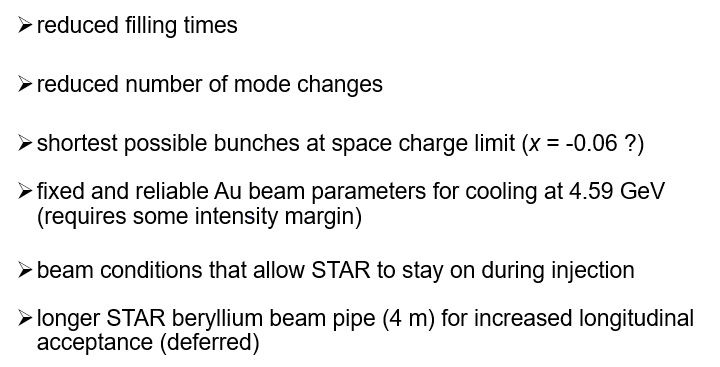 ➢ reduced filling times
➢ reduced number of mode changes
➢ shortest possible bunches at space charge limit (x = -0.06 ?)
➢ fixed and reliable Au beam parameters for cooling at 4.59 GeV
(requires some intensity margin)
➢ beam conditions that allow STAR to stay on during injection
➢ longer STAR beryllium beam pipe (4 m) for increased longitudinal
acceptance (deferred)